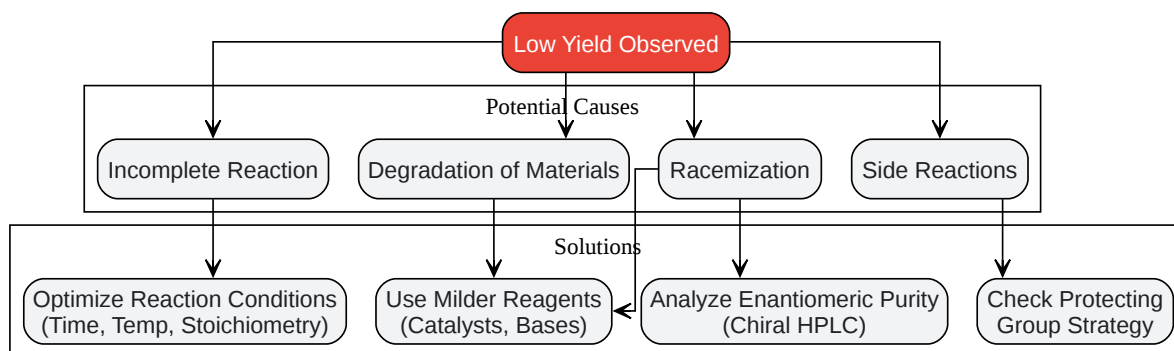 Low Yield Observed
Potential Causes
Incomplete Reaction
Degradation of Materials
Racemization
Side Reactions
Solutions
Optimize Reaction Conditions
(Time, Temp, Stoichiometry)
Use Milder Reagents
(Catalysts, Bases)
Analyze Enantiomeric Purity
(Chiral HPLC)
Check Protecting
Group Strategy